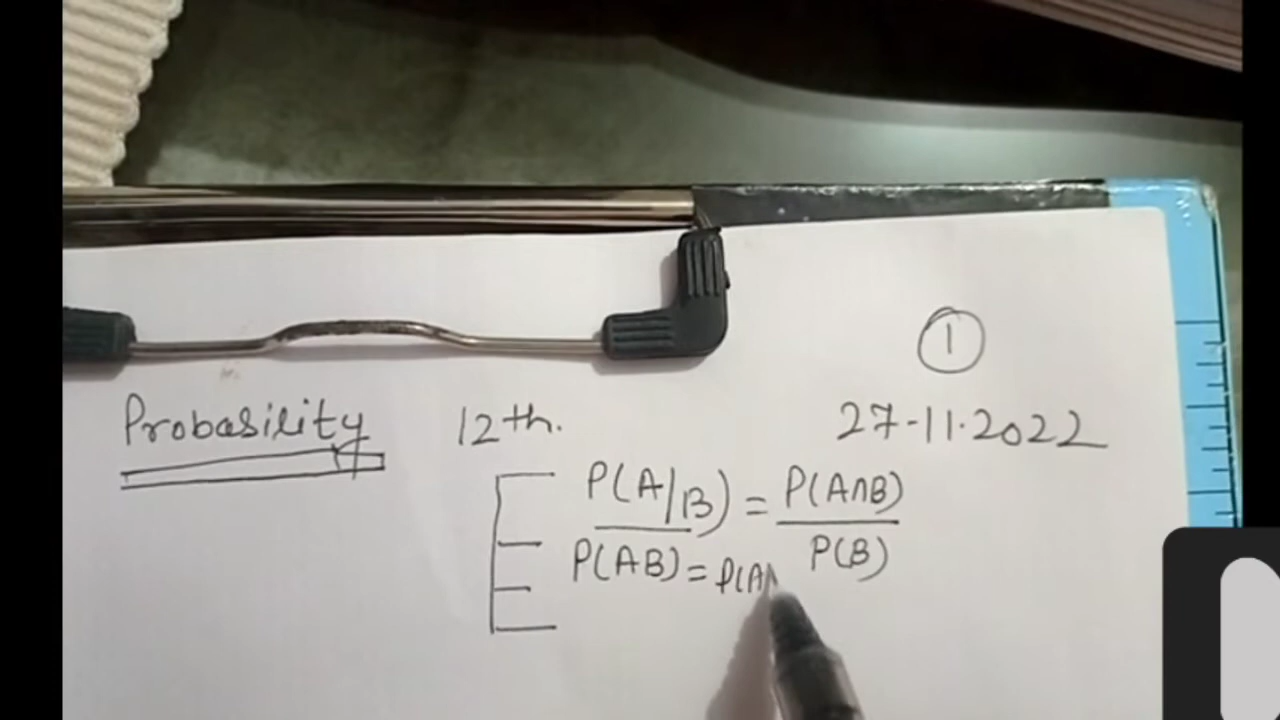 ①
Probability 12th. 27-11.2022
P(A/B) = P(A∩B) / P(B)
P(AB) = P(A